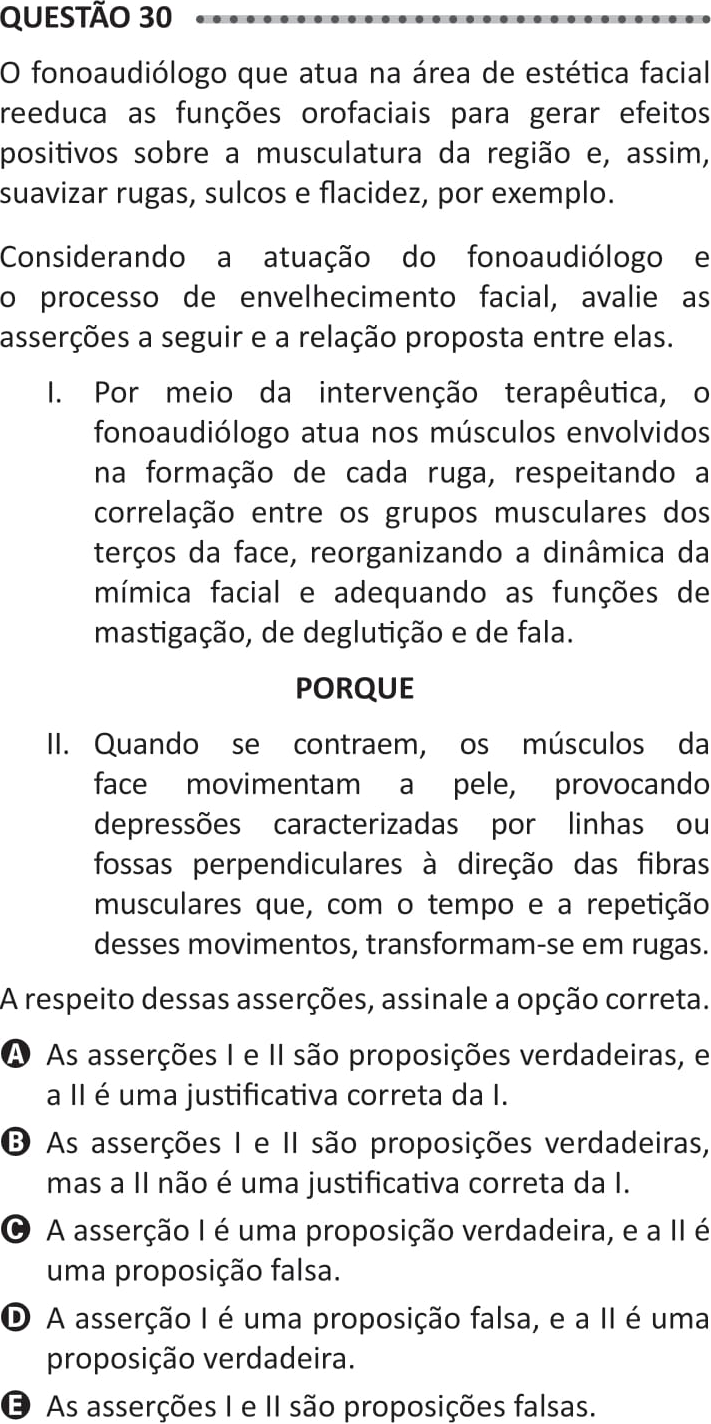 QUESTÃO 30
O fonoaudiólogo que atua na área de estética facial
reeduca as funções orofaciais para gerar efeitos
positivos sobre a musculatura da região e, assim,
suavizar rugas, sulcos e flacidez, por exemplo.
Considerando a atuação do fonoaudiólogo e
o processo de envelhecimento facial, avalie as
asserções a seguir e a relação proposta entre elas.
I. Por meio da intervenção terapêutica, o
fonoaudiólogo atua nos músculos envolvidos
na formação de cada ruga, respeitando a
correlação entre os grupos musculares dos
terços da face, reorganizando a dinâmica da
mímica facial e adequando as funções de
mastigação, de deglutição e de fala.
PORQUE
II. Quando se contraem, os músculos da
face movimentam a pele, provocando
depressões caracterizadas por linhas ou
fossas perpendiculares à direção das fibras
musculares que, com o tempo e a repetição
desses movimentos, transformam-se em rugas.
A respeito dessas asserções, assinale a opção correta.
A As asserções I e II são proposições verdadeiras, e
a II é uma justificativa correta da I.
B As asserções I e II são proposições verdadeiras,
mas a II não é uma justificativa correta da I.
C A asserção I é uma proposição verdadeira, e a II é
uma proposição falsa.
D A asserção I é uma proposição falsa, e a II é uma
proposição verdadeira.
E As asserções I e II são proposições falsas.